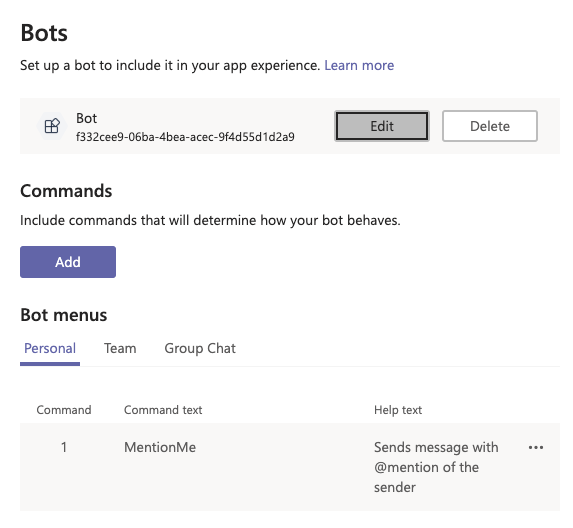 Bots
Set up a bot to include it in your app experience. Learn more
Bot
f332cee9-06ba-4bea-acec-9f4d55d1d2a9
Edit
Delete
Commands
Include commands that will determine how your bot behaves.
Add
Bot menus
Personal Team Group Chat
Command Command text Help text
1 MentionMe Sends message with
@mention of the
sender